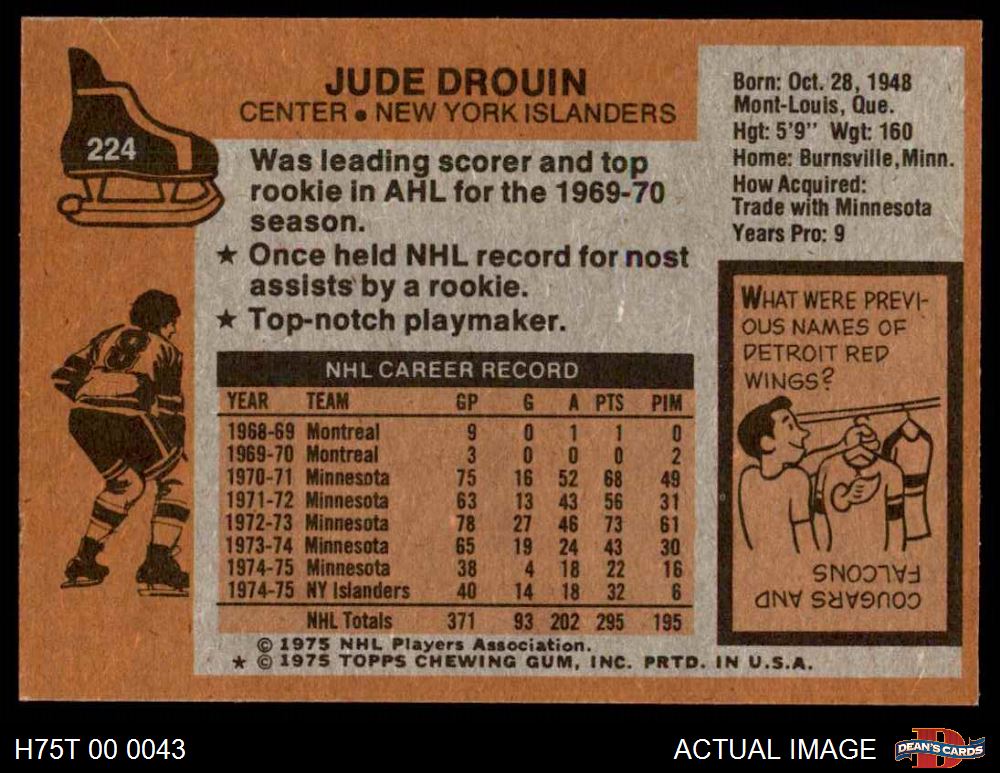 224
JUDE DROUIN
CENTER • NEW YORK ISLANDERS
Was leading scorer and top
rookie in AHL for the 1969-70
season.
★ Once held NHL record for nost
assists by a rookie.
★ Top-notch playmaker.
Born: Oct. 28, 1948
Mont-Louis, Que.
Hgt: 5'9" Wgt: 160
Home: Burnsville, Minn.
How Acquired:
Trade with Minnesota
Years Pro: 9
8
NHL CAREER RECORD
YEAR TEAM GP G A PTS PIM
1968-69 Montreal 9 0 1 1 0
1969-70 Montreal 3 0 0 0 2
1970-71 Minnesota 75 16 52 68 49
1971-72 Minnesota 63 13 43 56 31
1972-73 Minnesota 78 27 46 73 61
1973-74 Minnesota 65 19 24 43 30
1974-75 Minnesota 38 4 18 22 16
1974-75 NY Islanders 40 14 18 32 6
NHL Totals 371 93 202 295 195
© 1975 NHL Players Association.
★ © 1975 TOPPS CHEWING GUM, INC. PRTD. IN U.S.A.
WHAT WERE PREVI-
OUS NAMES OF
DETROIT RED
WINGS?
COUGARS AND
FALCONS
H75T 00 0043
ACTUAL IMAGE
D
DEAN'S CARDS